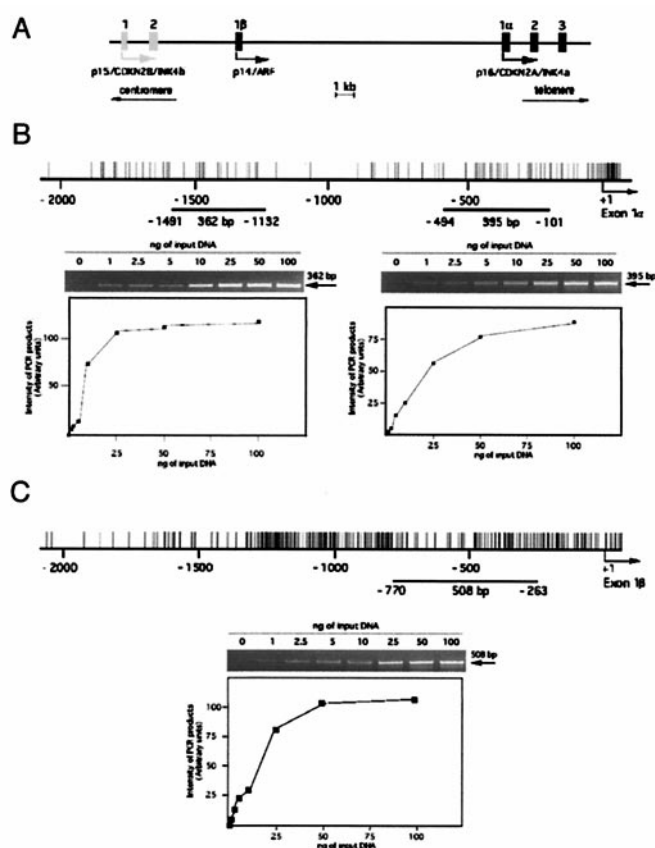 A
1 2 1β 1α 2 3
p15/CDKN2B/INK4b p14/ARF p16/CDKN2A/INK4a
centromere 1 kb telomere
B
- 2000 - 1500 - 1000 - 500 +1
- 1491 362 bp - 1132 - 494 395 bp - 101 Exon 1α
ng of input DNA
0 1 2.5 5 10 25 50 100
362 bp
Intensity of PCR products
(Arbitrary units)
100
50
25 50 75 100
ng of input DNA
ng of input DNA
0 1 2.5 5 10 25 50 100
395 bp
Intensity of PCR products
(Arbitrary units)
75
50
25
25 50 75 100
ng of input DNA
C
- 2000 - 1500 - 1000 - 500 +1
- 770 508 bp - 263 Exon 1β
ng of input DNA
0 1 2.5 5 10 25 50 100
508 bp
Intensity of PCR products
(Arbitrary units)
100
75
50
25
25 50 75 100
ng of input DNA